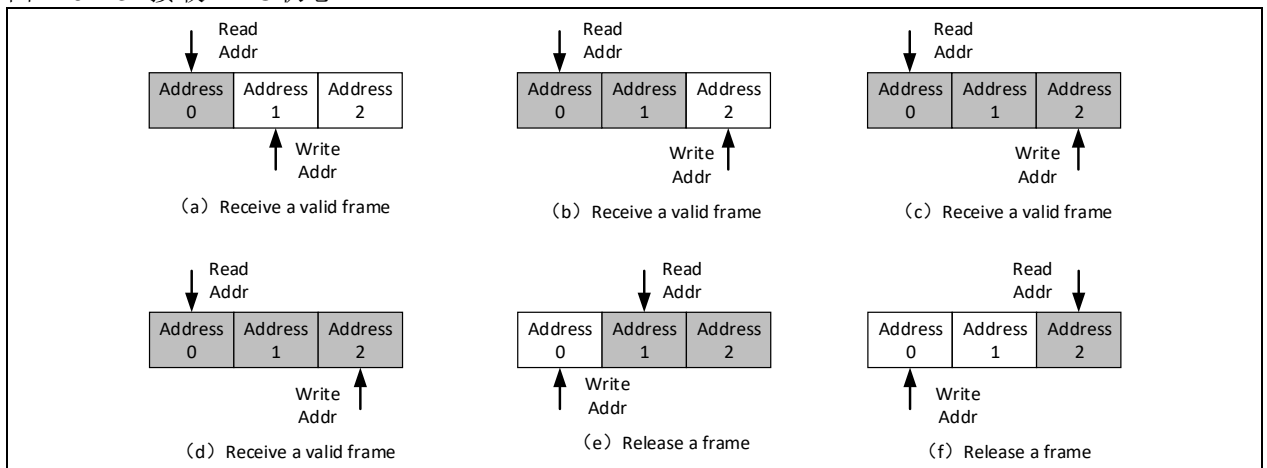 Read
Addr
Address 0
Address 1
Address 2
Write
Addr
（a）Receive a valid frame
Read
Addr
Address 0
Address 1
Address 2
Write
Addr
（b）Receive a valid frame
Read
Addr
Address 0
Address 1
Address 2
Write
Addr
（c）Receive a valid frame
Read
Addr
Address 0
Address 1
Address 2
Write
Addr
（d）Receive a valid frame
Read
Addr
Address 0
Address 1
Address 2
Write
Addr
（e）Release a frame
Read
Addr
Address 0
Address 1
Address 2
Write
Addr
（f）Release a frame